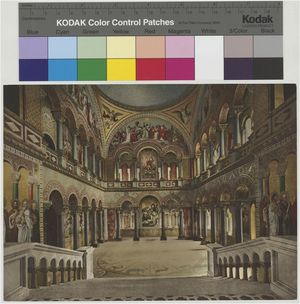 KODAK Color Control Patches
Kodak
Blue
Cyan
Green
Yellow
Red
Magenta
White
3/Color
Black